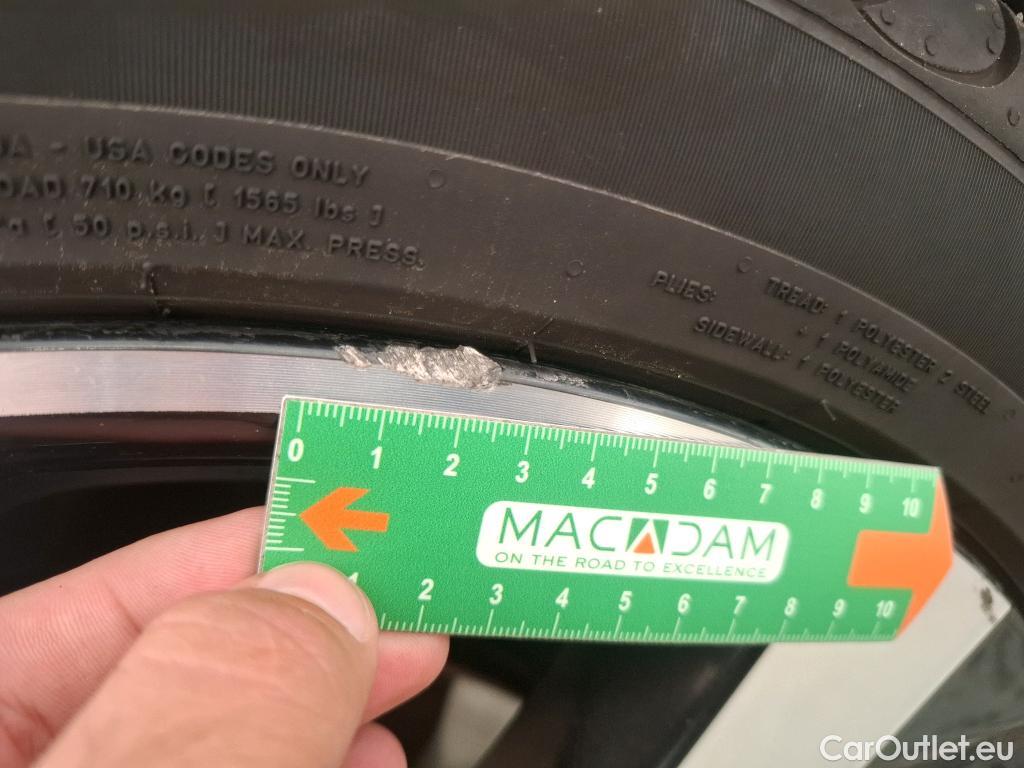 - USA CODES ONLY
710 kg [ 1565 lbs ]
[ 50 p.s.i. ] MAX. PRESS.
PLIES:
TREAD: 1 POLYESTER 2 STEEL
+ 1 POLYAMIDE
SIDEWALL: 1 POLYESTER
0 1 2 3 4 5 6 7 8 9 10
MACADAM
ON THE ROAD TO EXCELLENCE
1 2 3 4 5 6 7 8 9 10
CarOutlet.eu